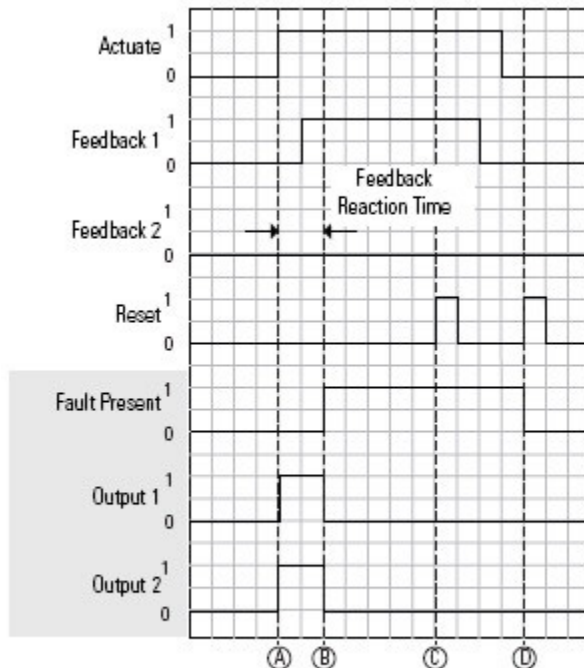 Actuate
1
0
Feedback 1
1
0
Feedback
Reaction Time
Feedback 2
1
0
Reset
1
0
Fault Present
1
0
Output 1
1
0
Output 2
1
0
Ⓐ Ⓑ Ⓒ Ⓓ